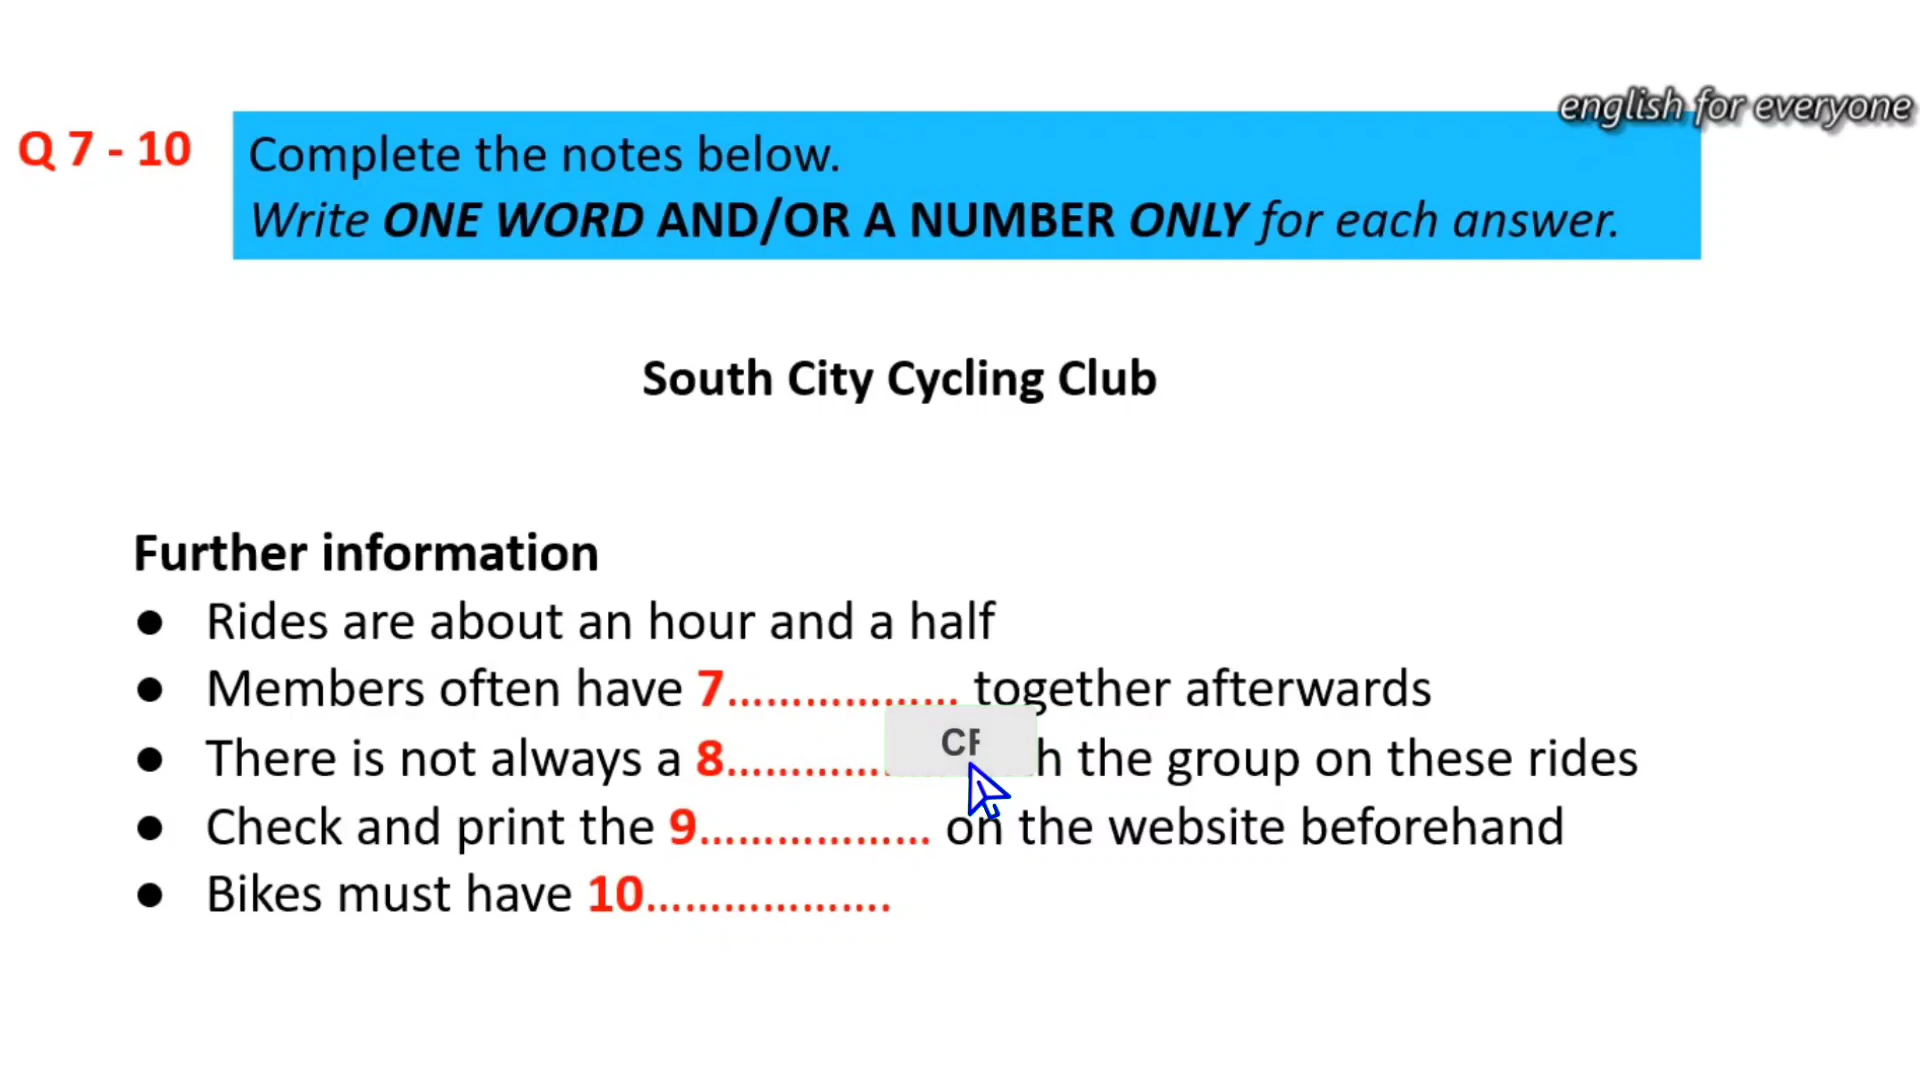 english for everyone
Q 7 - 10
Complete the notes below.
Write ONE WORD AND/OR A NUMBER ONLY for each answer.
South City Cycling Club
Further information
● Rides are about an hour and a half
● Members often have 7.................. together afterwards
● There is not always a 8............. the group on these rides
● Check and print the 9.................. on the website beforehand
● Bikes must have 10...................